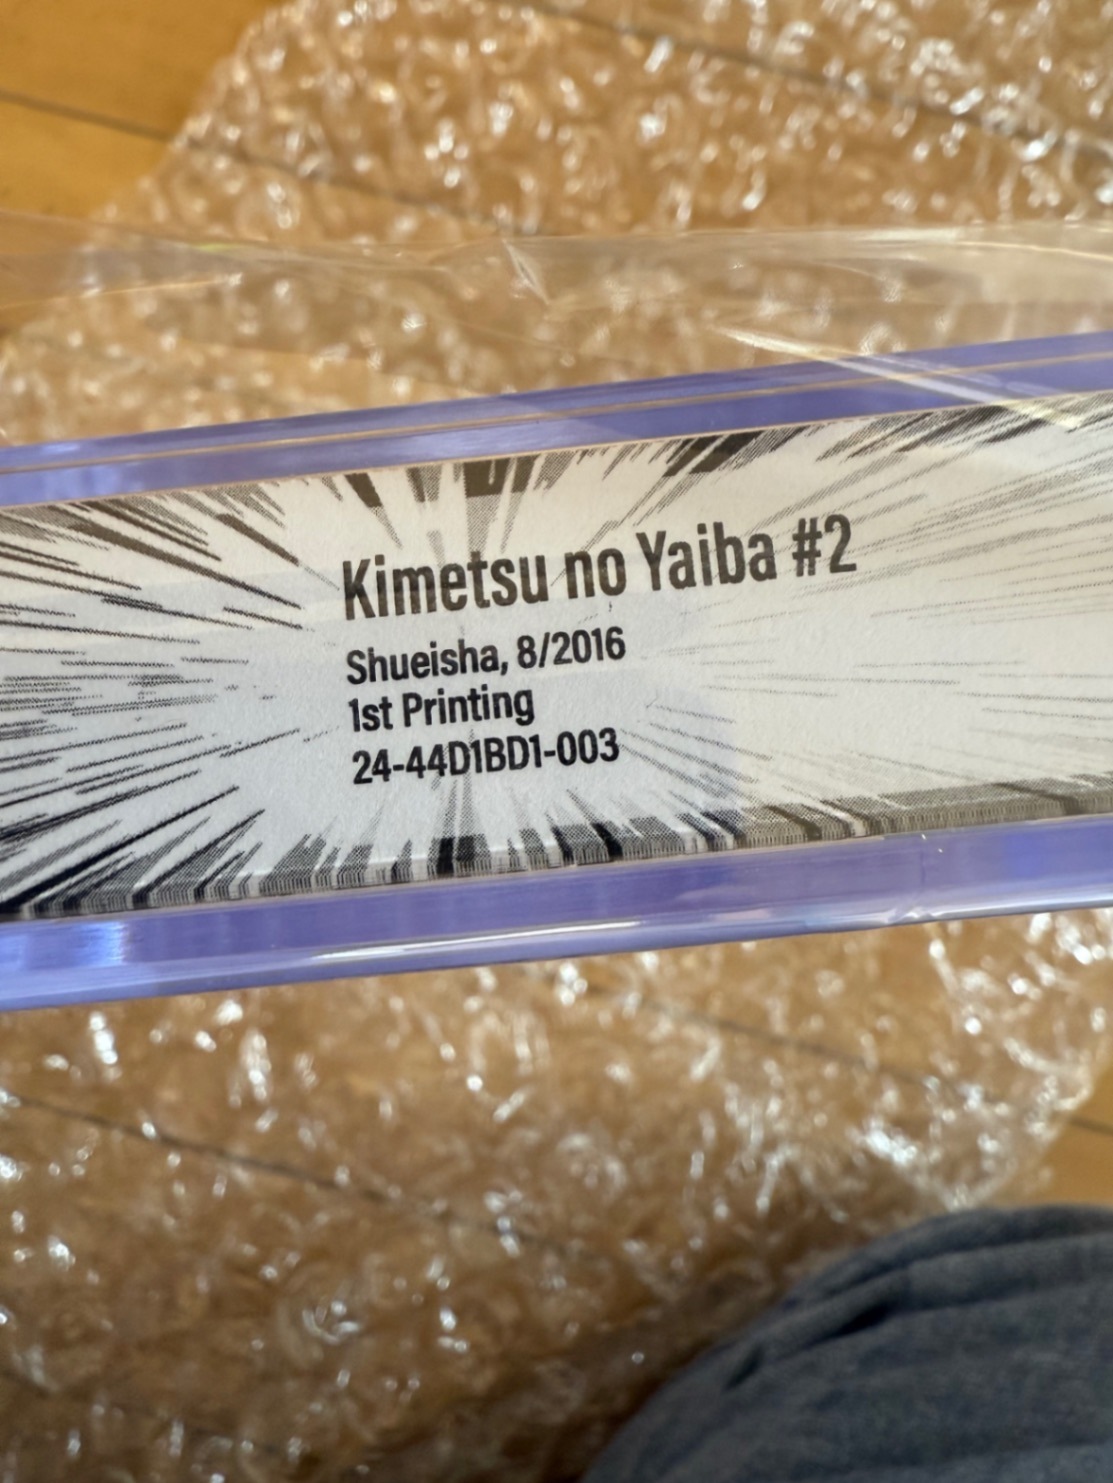 Kimetsu no Yaiba #2
Shueisha, 8/2016
1st Printing
24-44D1BD1-003